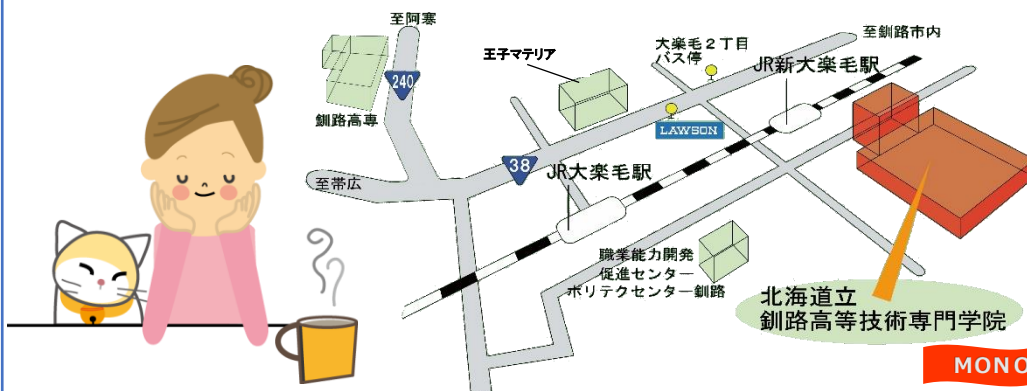 至阿寒
240
釧路高専
王子マテリア
大楽毛2丁目
バス停
至釧路市内
JR新大楽毛駅
LAWSON
38
JR大楽毛駅
至帯広
職業能力開発
促進センター
ポリテクセンター釧路
北海道立
釧路高等技術専門学院
MONO